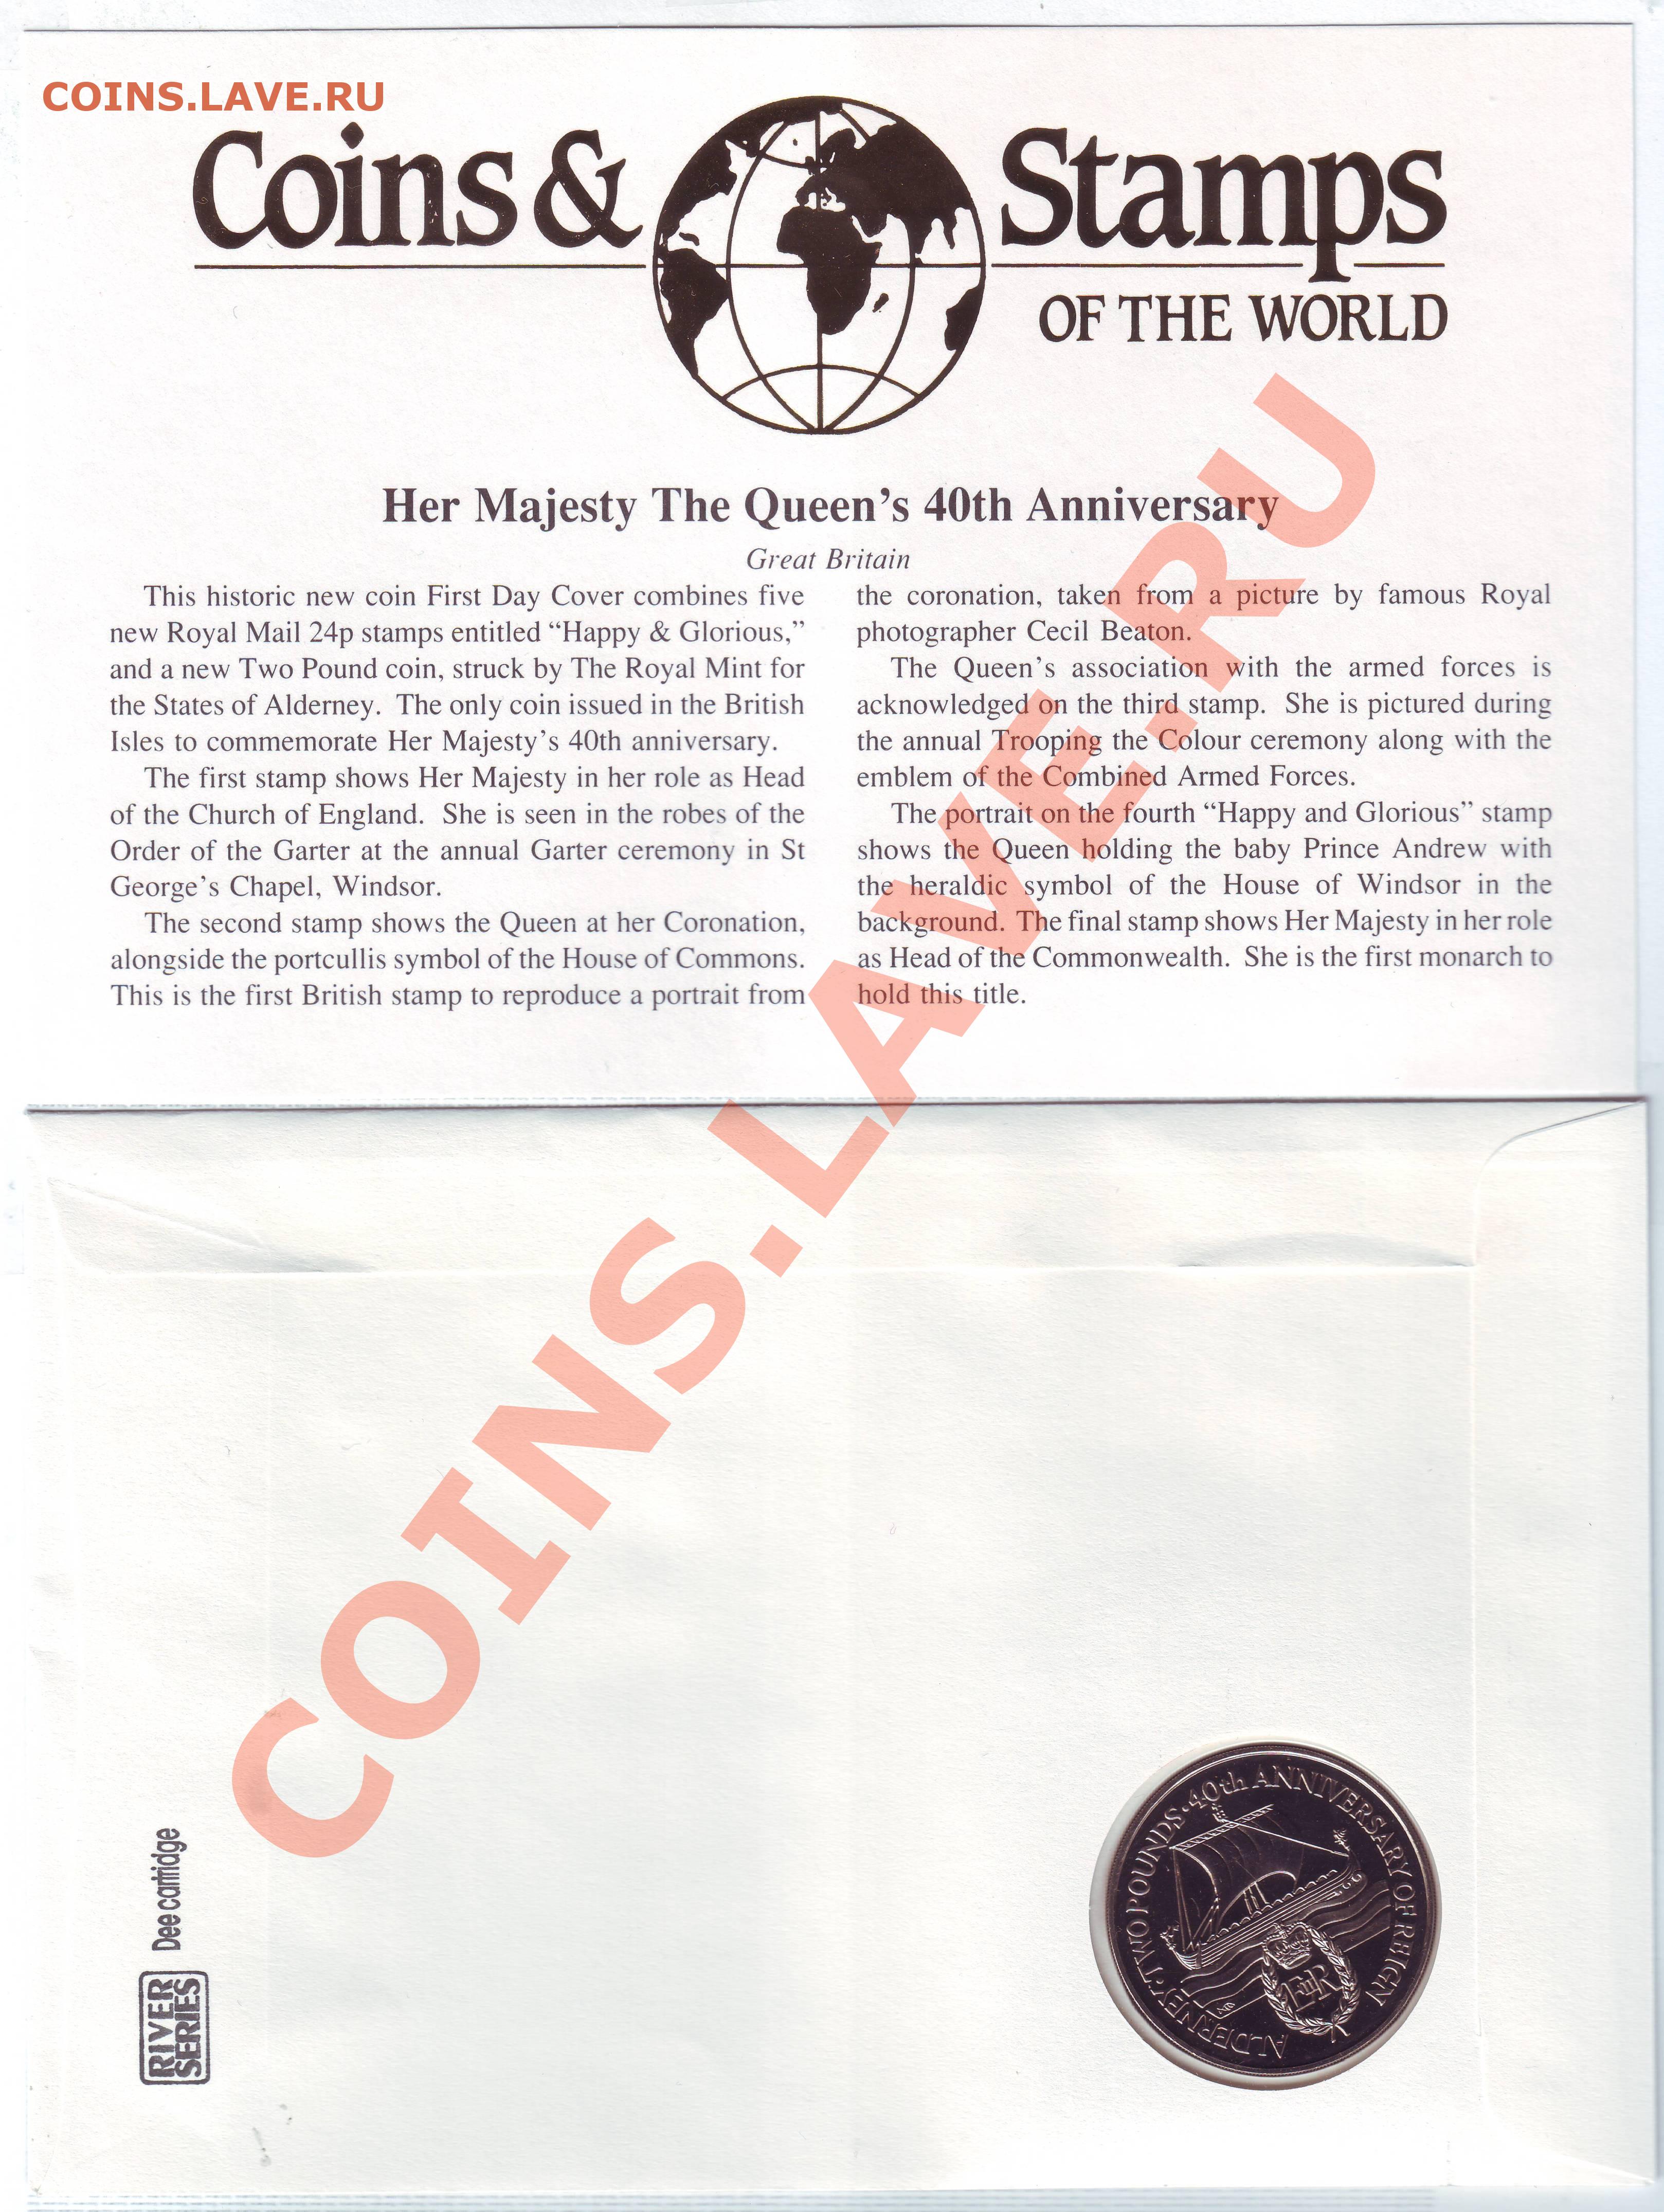 COINS.LAVE.RU
Coins & Stamps
OF THE WORLD
Her Majesty The Queen's 40th Anniversary
Great Britain
This historic new coin First Day Cover combines five
new Royal Mail 24p stamps entitled “Happy & Glorious,”
and a new Two Pound coin, struck by The Royal Mint for
the States of Alderney. The only coin issued in the British
Isles to commemorate Her Majesty's 40th anniversary.
The first stamp shows Her Majesty in her role as Head
of the Church of England. She is seen in the robes of the
Order of the Garter at the annual Garter ceremony in St
George's Chapel, Windsor.
The second stamp shows the Queen at her Coronation,
alongside the portcullis symbol of the House of Commons.
This is the first British stamp to reproduce a portrait from
the coronation, taken from a picture by famous Royal
photographer Cecil Beaton.
The Queen's association with the armed forces is
acknowledged on the third stamp. She is pictured during
the annual Trooping the Colour ceremony along with the
emblem of the Combined Armed Forces.
The portrait on the fourth “Happy and Glorious” stamp
shows the Queen holding the baby Prince Andrew with
the heraldic symbol of the House of Windsor in the
background. The final stamp shows Her Majesty in her role
as Head of the Commonwealth. She is the first monarch to
hold this title.
COINS.LAVE.RU
RIVER
SERIES
Dee cartridge
ALDERNEY · TWO POUNDS · 40th ANNIVERSARY OF REIGN
EIIR